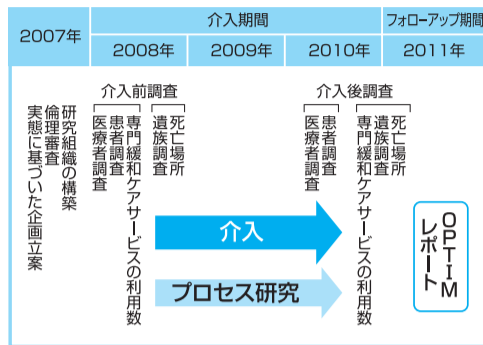 2007年
介入期間
フォローアップ期間
2008年
2009年
2010年
2011年
研究組織の構築
倫理審査
実態に基づいた企画立案
介入前調査
医療者調査
患者調査
専門緩和ケアサービスの利用数
遺族調査
死亡場所
介入後調査
医療者調査
患者調査
専門緩和ケアサービスの利用数
遺族調査
死亡場所
介入
プロセス研究
OPTIM
レポート